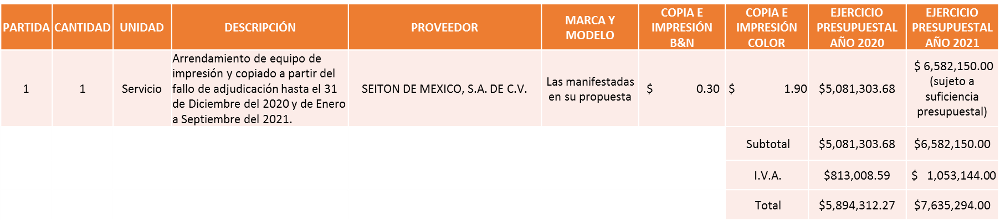 PARTIDA
CANTIDAD
UNIDAD
DESCRIPCIÓN
PROVEEDOR
MARCA Y
MODELO
COPIA E
IMPRESIÓN
B&N
COPIA E
IMPRESIÓN
COLOR
EJERCICIO
PRESUPUESTAL
AÑO 2020
EJERCICIO
PRESUPUESTAL
AÑO 2021
1
1
Servicio
Arrendamiento de equipo de
impresión y copiado a partir del
fallo de adjudicación hasta el 31
de Diciembre del 2020 y de Enero
a Septiembre del 2021.
SEITON DE MEXICO, S.A. DE C.V.
Las manifestadas
en su propuesta
$ 0.30
$ 1.90
$5,081,303.68
$ 6,582,150.00
(sujeto a
suficiencia
presupuestal)
Subtotal
$5,081,303.68
$6,582,150.00
I.V.A.
$813,008.59
$ 1,053,144.00
Total
$5,894,312.27
$7,635,294.00